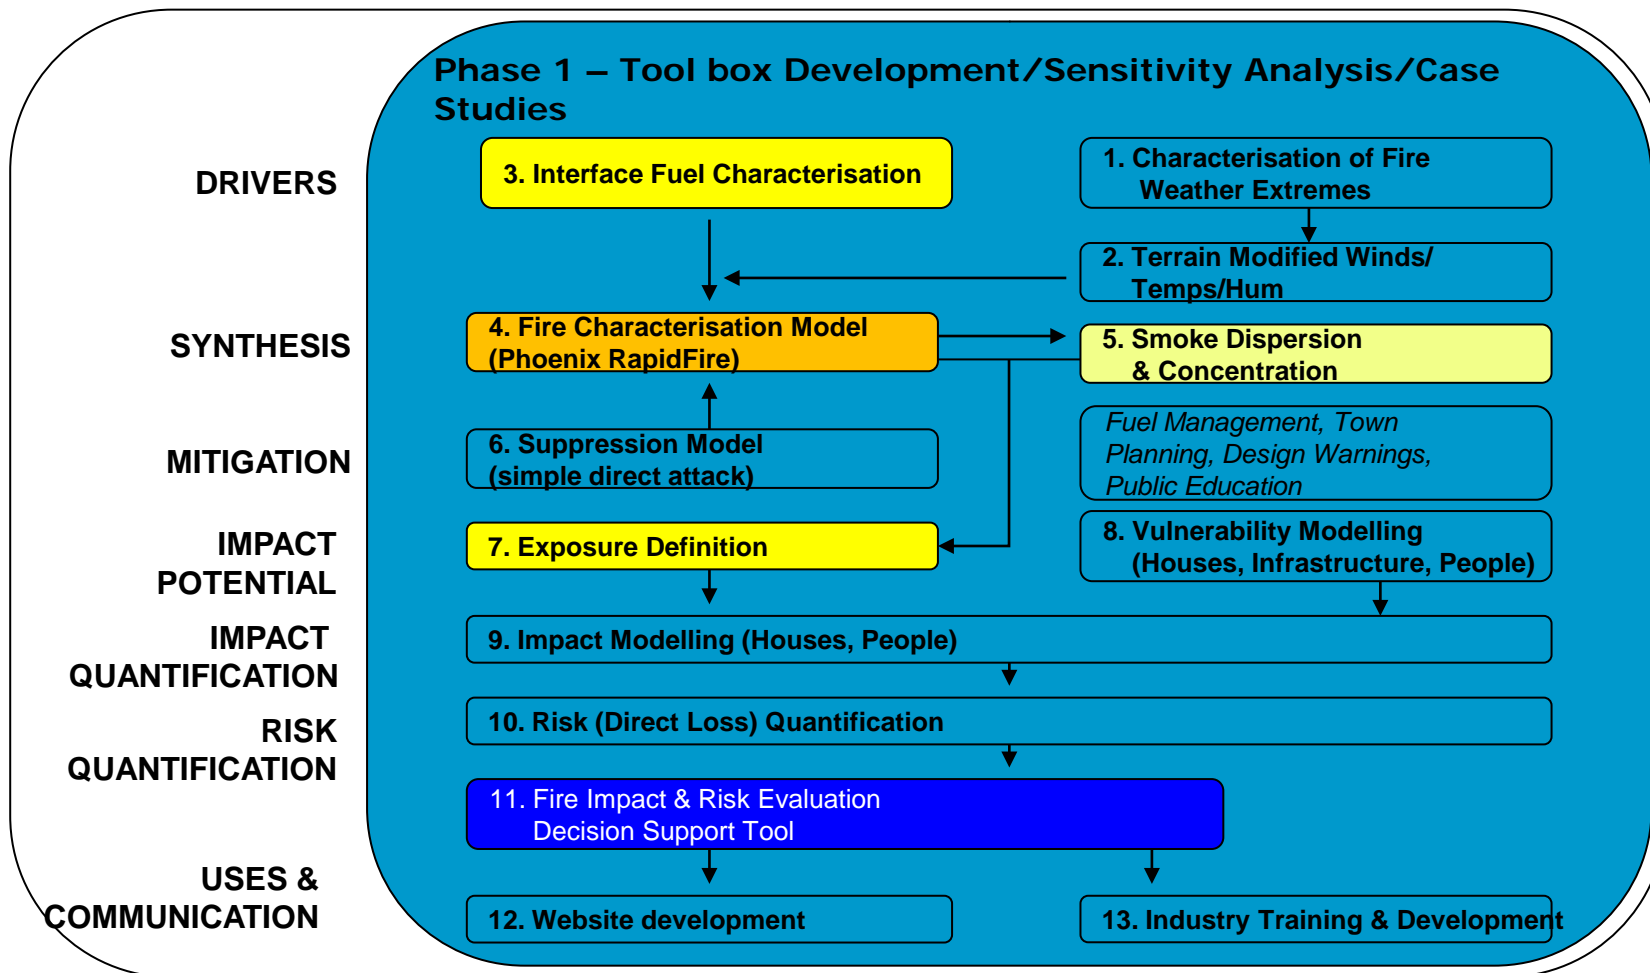 Phase 1 – Tool box Development/Sensitivity Analysis/Case
Studies
DRIVERS
3. Interface Fuel Characterisation
1. Characterisation of Fire
Weather Extremes
2. Terrain Modified Winds/
Temps/Hum
SYNTHESIS
4. Fire Characterisation Model
(Phoenix RapidFire)
5. Smoke Dispersion
& Concentration
MITIGATION
6. Suppression Model
(simple direct attack)
Fuel Management, Town
Planning, Design Warnings,
Public Education
IMPACT
POTENTIAL
7. Exposure Definition
8. Vulnerability Modelling
(Houses, Infrastructure, People)
IMPACT
QUANTIFICATION
9. Impact Modelling (Houses, People)
RISK
QUANTIFICATION
10. Risk (Direct Loss) Quantification
11. Fire Impact & Risk Evaluation
Decision Support Tool
USES &
COMMUNICATION
12. Website development
13. Industry Training & Development